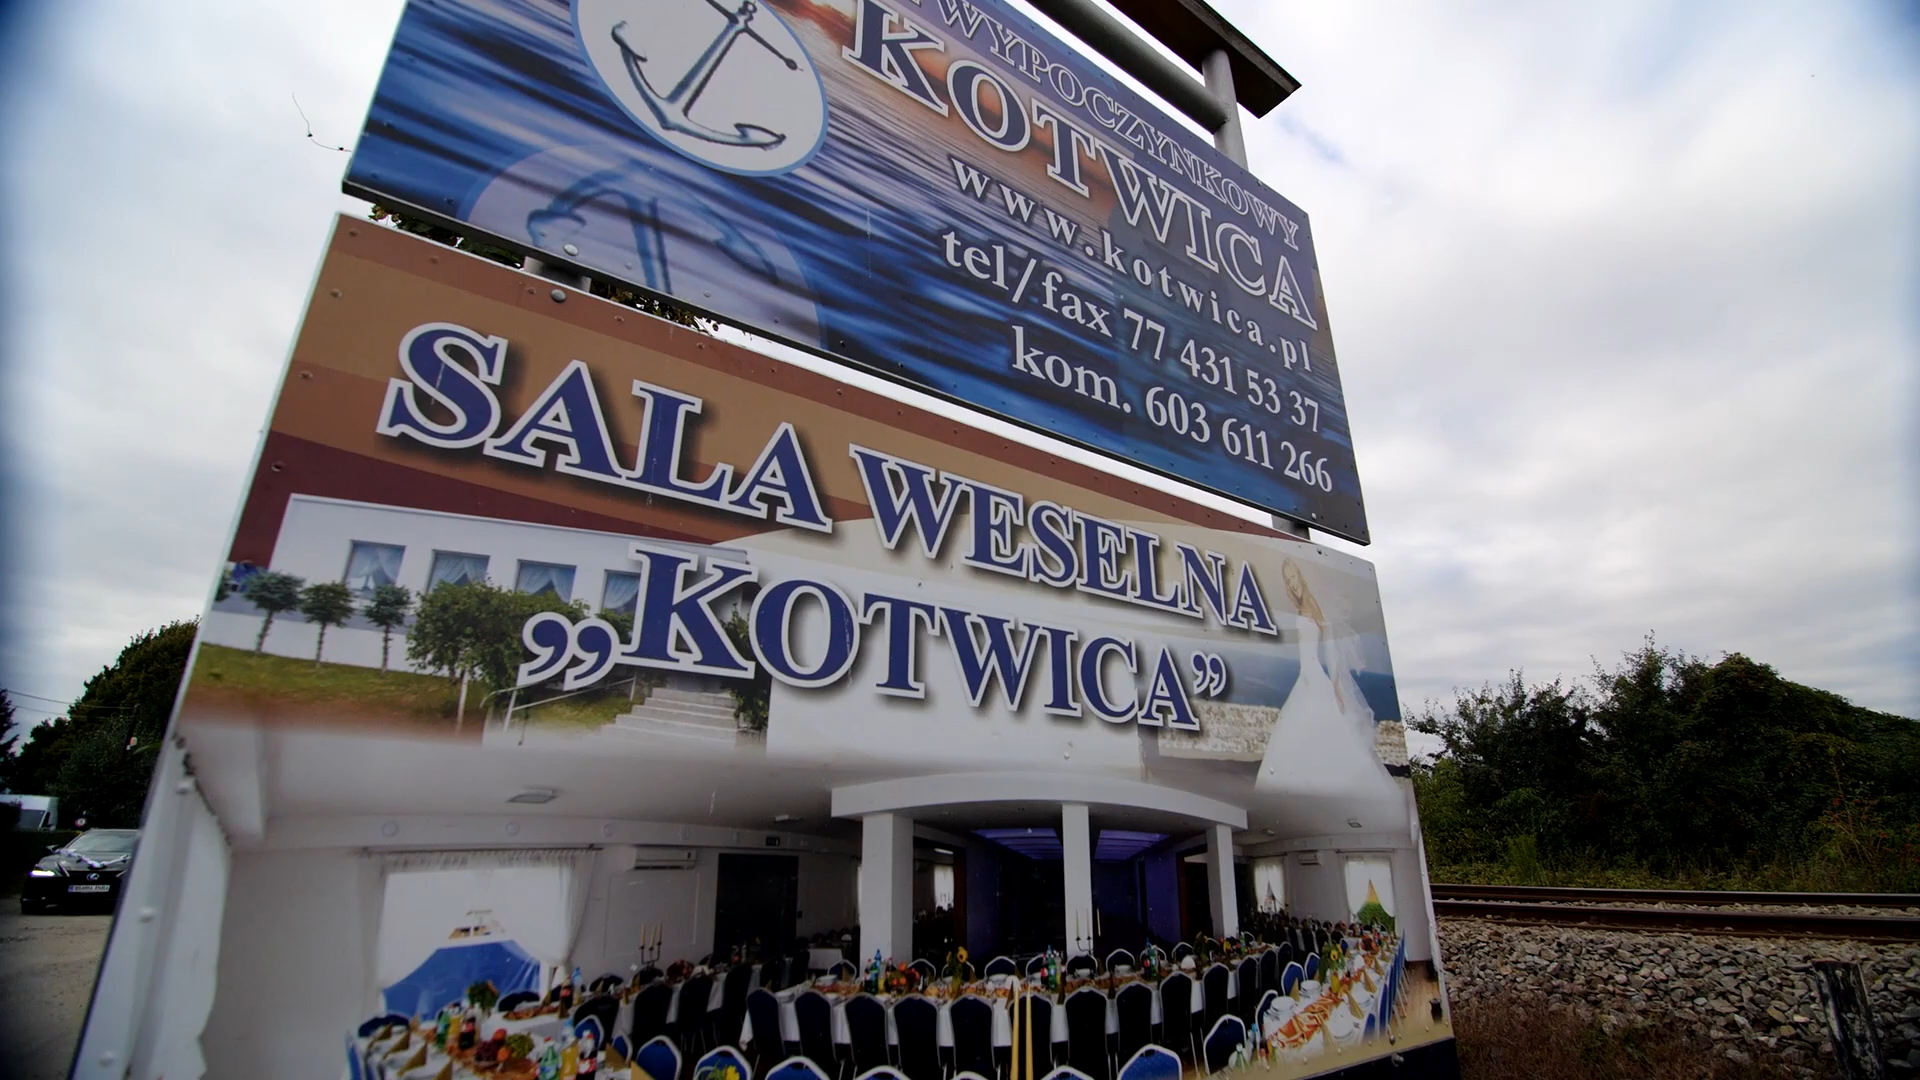 WYPOCZYNKOWY
KOTWICA
www.kotwica.pl
tel/fax 77 431 53 37
kom. 603 611 266
SALA WESELNA
„KOTWICA”